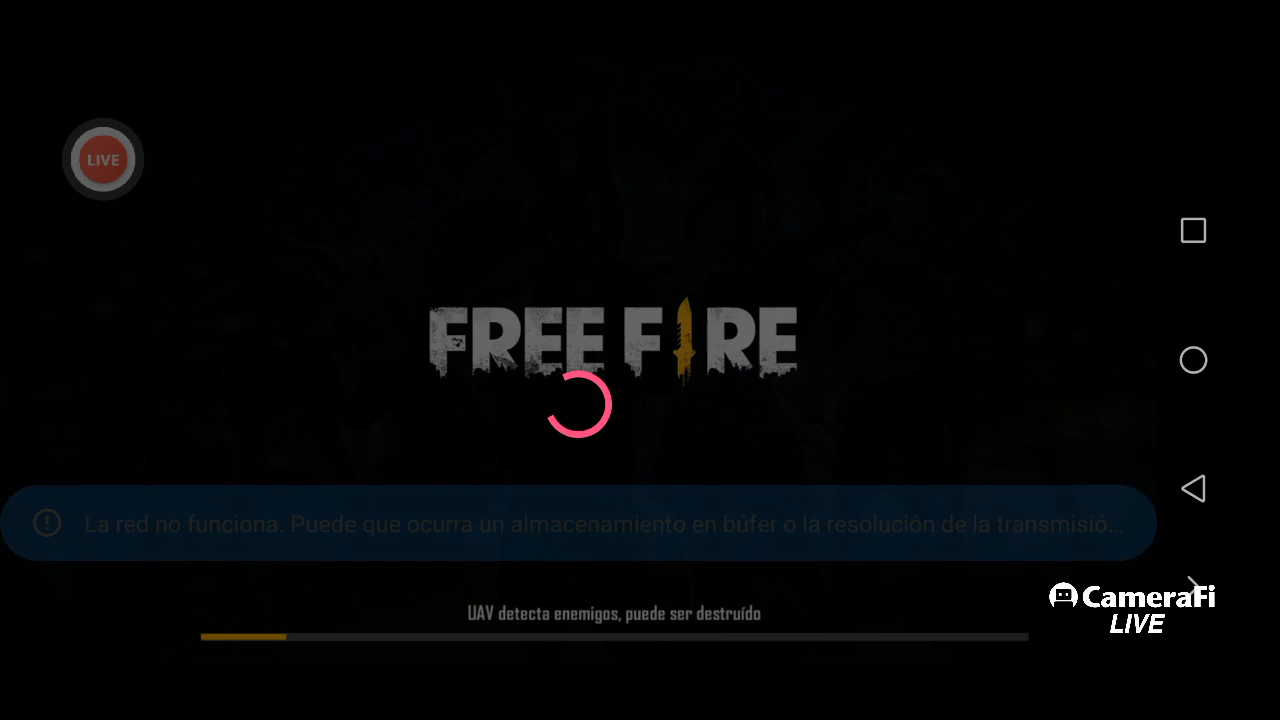 LIVE
FREE FIRE
La red no funciona. Puede que ocurra un almacenamiento en búfer o la resolución de la transmisió...
UAV detecta enemigos, puede ser destruído
CameraFi
LIVE